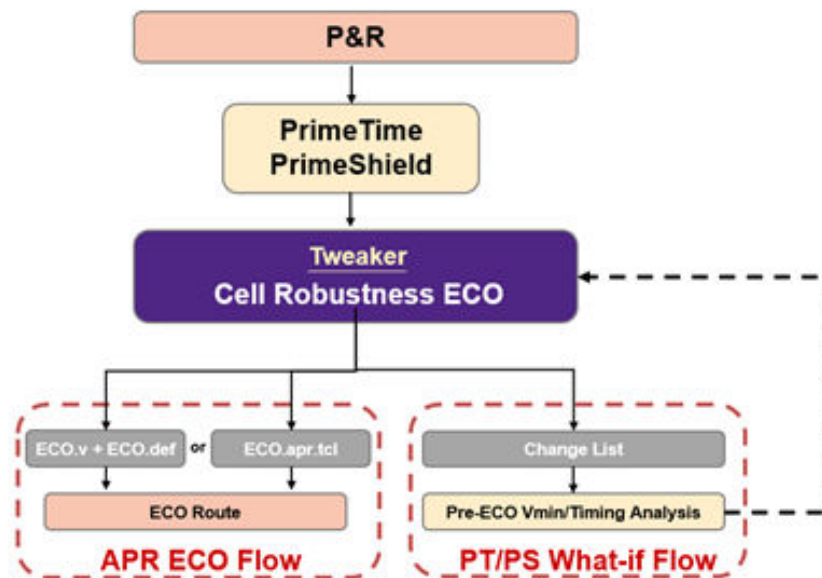 P&R
PrimeTime
PrimeShield
Tweaker
Cell Robustness ECO
ECO.v + ECO.def or ECO.apr.tcl
ECO Route
APR ECO Flow
Change List
Pre-ECO Vmin/Timing Analysis
PT/PS What-if Flow